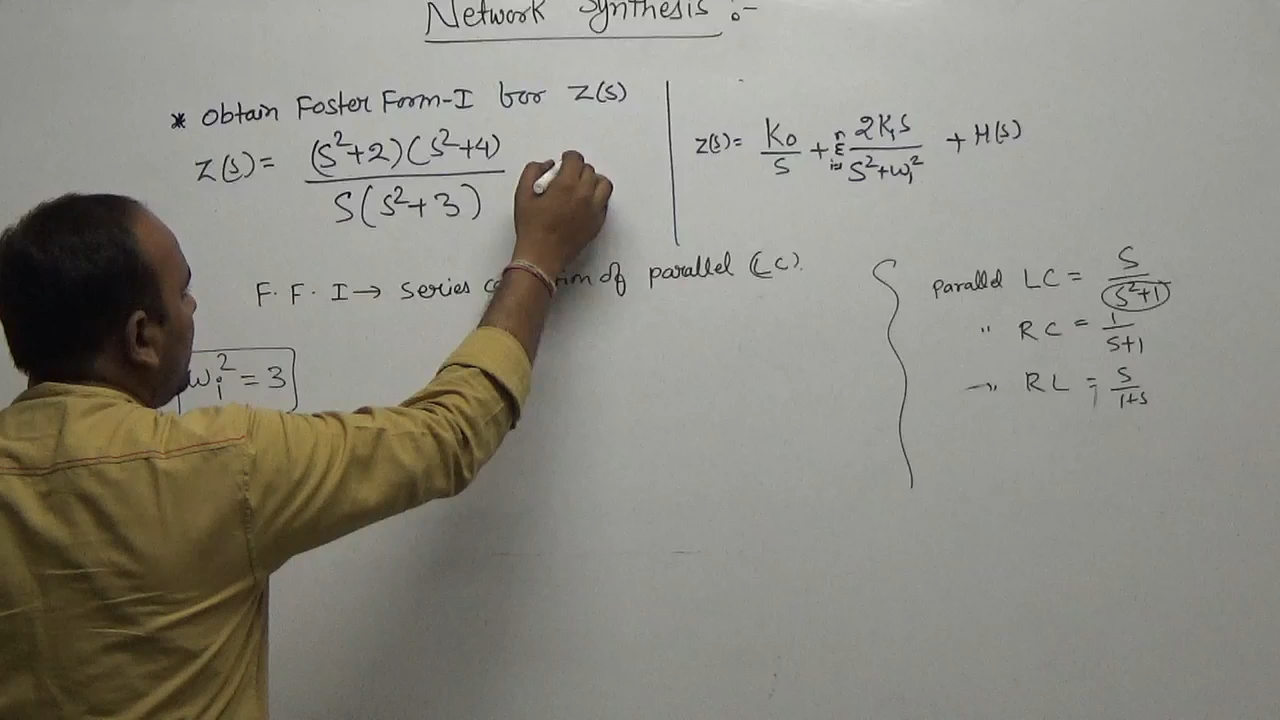 Network Synthesis :-
* Obtain Foster Form-I for Z(s)
Z(s) = (s²+2)(s²+4) / s(s²+3)
Z(s) = K₀/s + Σ 2Kᵢs/(s²+ωᵢ²) + H(s)
F.F.I → Series of parallel (LC).
ωᵢ² = 3
parallel LC = s/(s²+1)
" RC = 1/(s+1)
–" RL = s/(1+s)